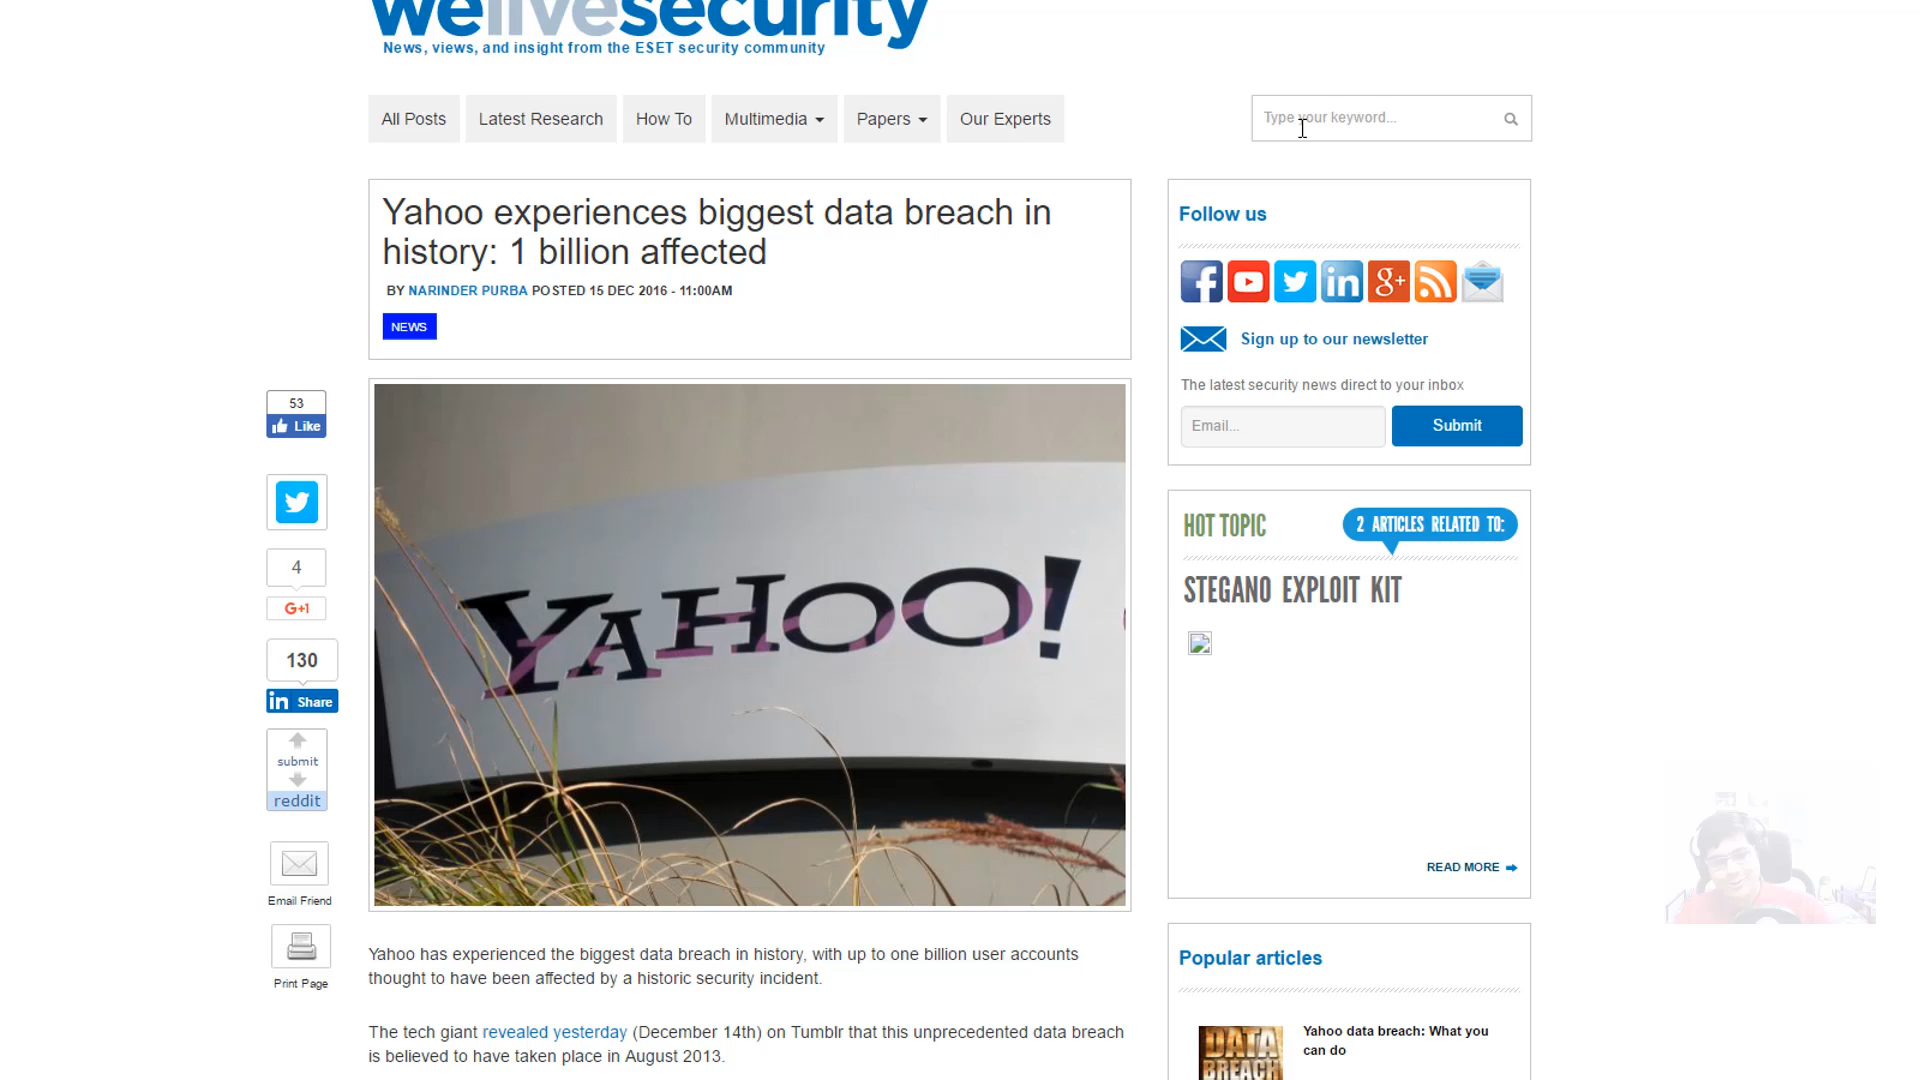 welivesecurity
News, views, and insight from the ESET security community
All Posts
Latest Research
How To
Multimedia
Papers
Our Experts
Type your keyword...
Yahoo experiences biggest data breach in
history: 1 billion affected
BY NARINDER PURBA POSTED 15 DEC 2016 - 11:00AM
NEWS
53
Like
4
G+1
130
in Share
submit
reddit
Email Friend
Print Page
YAHOO!
Yahoo has experienced the biggest data breach in history, with up to one billion user accounts
thought to have been affected by a historic security incident.
The tech giant revealed yesterday (December 14th) on Tumblr that this unprecedented data breach
is believed to have taken place in August 2013.
Follow us
f
in
g+
Sign up to our newsletter
The latest security news direct to your inbox
Email...
Submit
HOT TOPIC
2 ARTICLES RELATED TO:
STEGANO EXPLOIT KIT
READ MORE
Popular articles
DATA
BREACH
Yahoo data breach: What you
can do